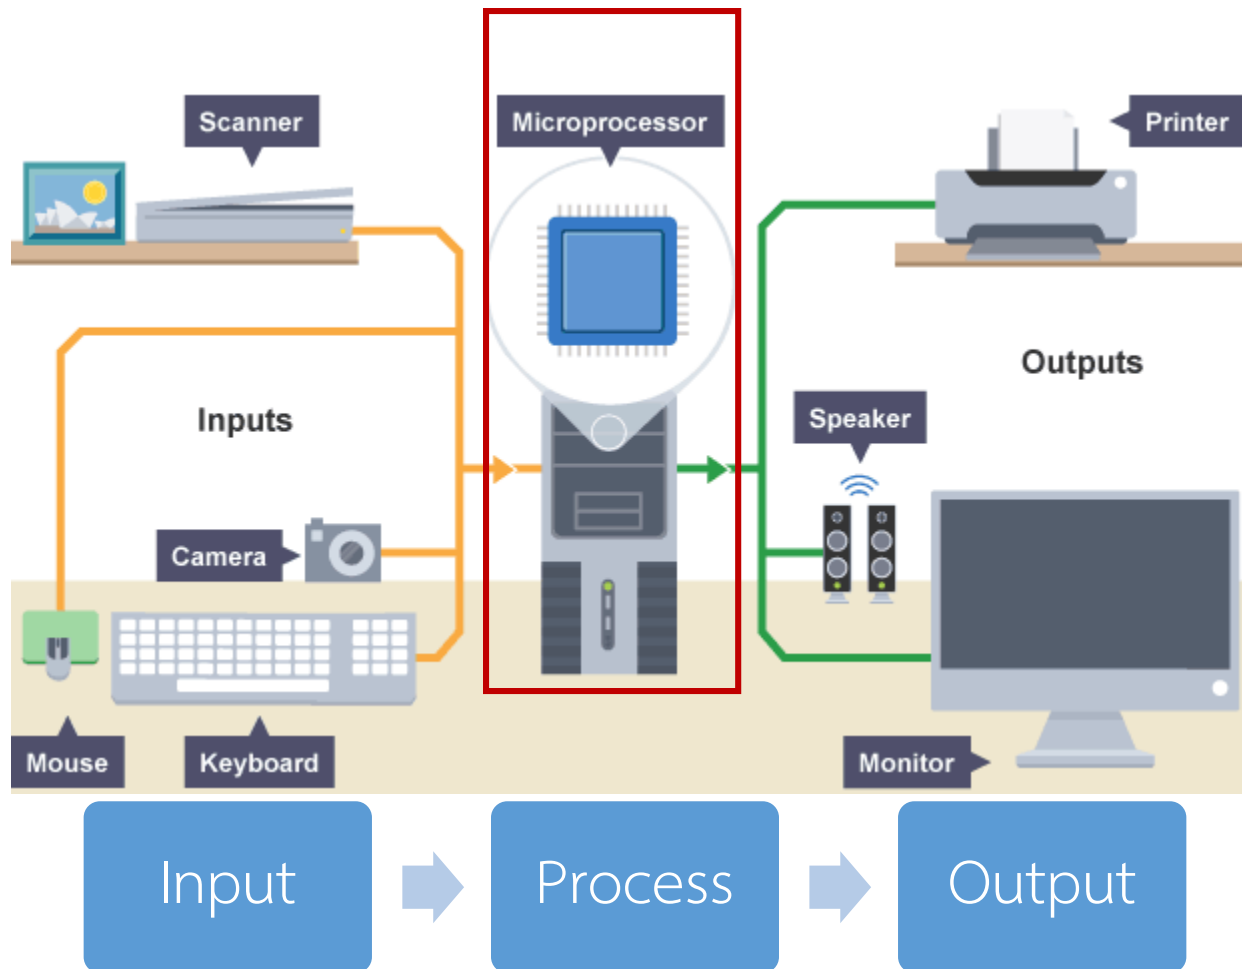 Scanner
Microprocessor
Printer
Inputs
Outputs
Speaker
Camera
Mouse
Keyboard
Monitor
Input
Process
Output